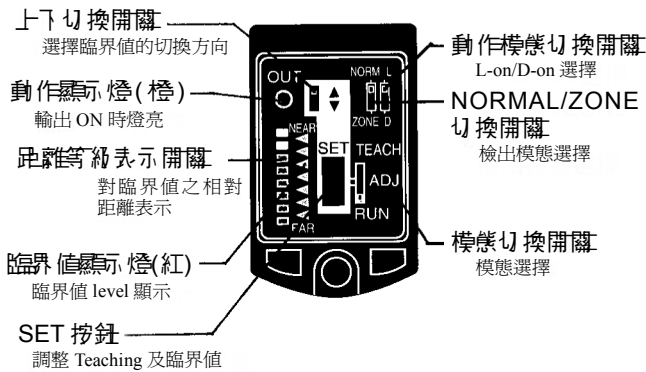 上下切換開關
選擇臨界值的切換方向
動作顯示燈(橙)
輸出 ON 時燈亮
距離等級表示開關
對臨界值之相對
距離表示
臨界值顯示燈(紅)
臨界值 level 顯示
SET 按鈕
調整 Teaching 及臨界值
OUT
NORM L
ZONE D
NEAR
SET
TEACH
ADJ
RUN
FAR
動作模態切換開關
L-on/D-on 選擇
NORMAL/ZONE
切換開關
檢出模態選擇
模態切換開關
模態選擇